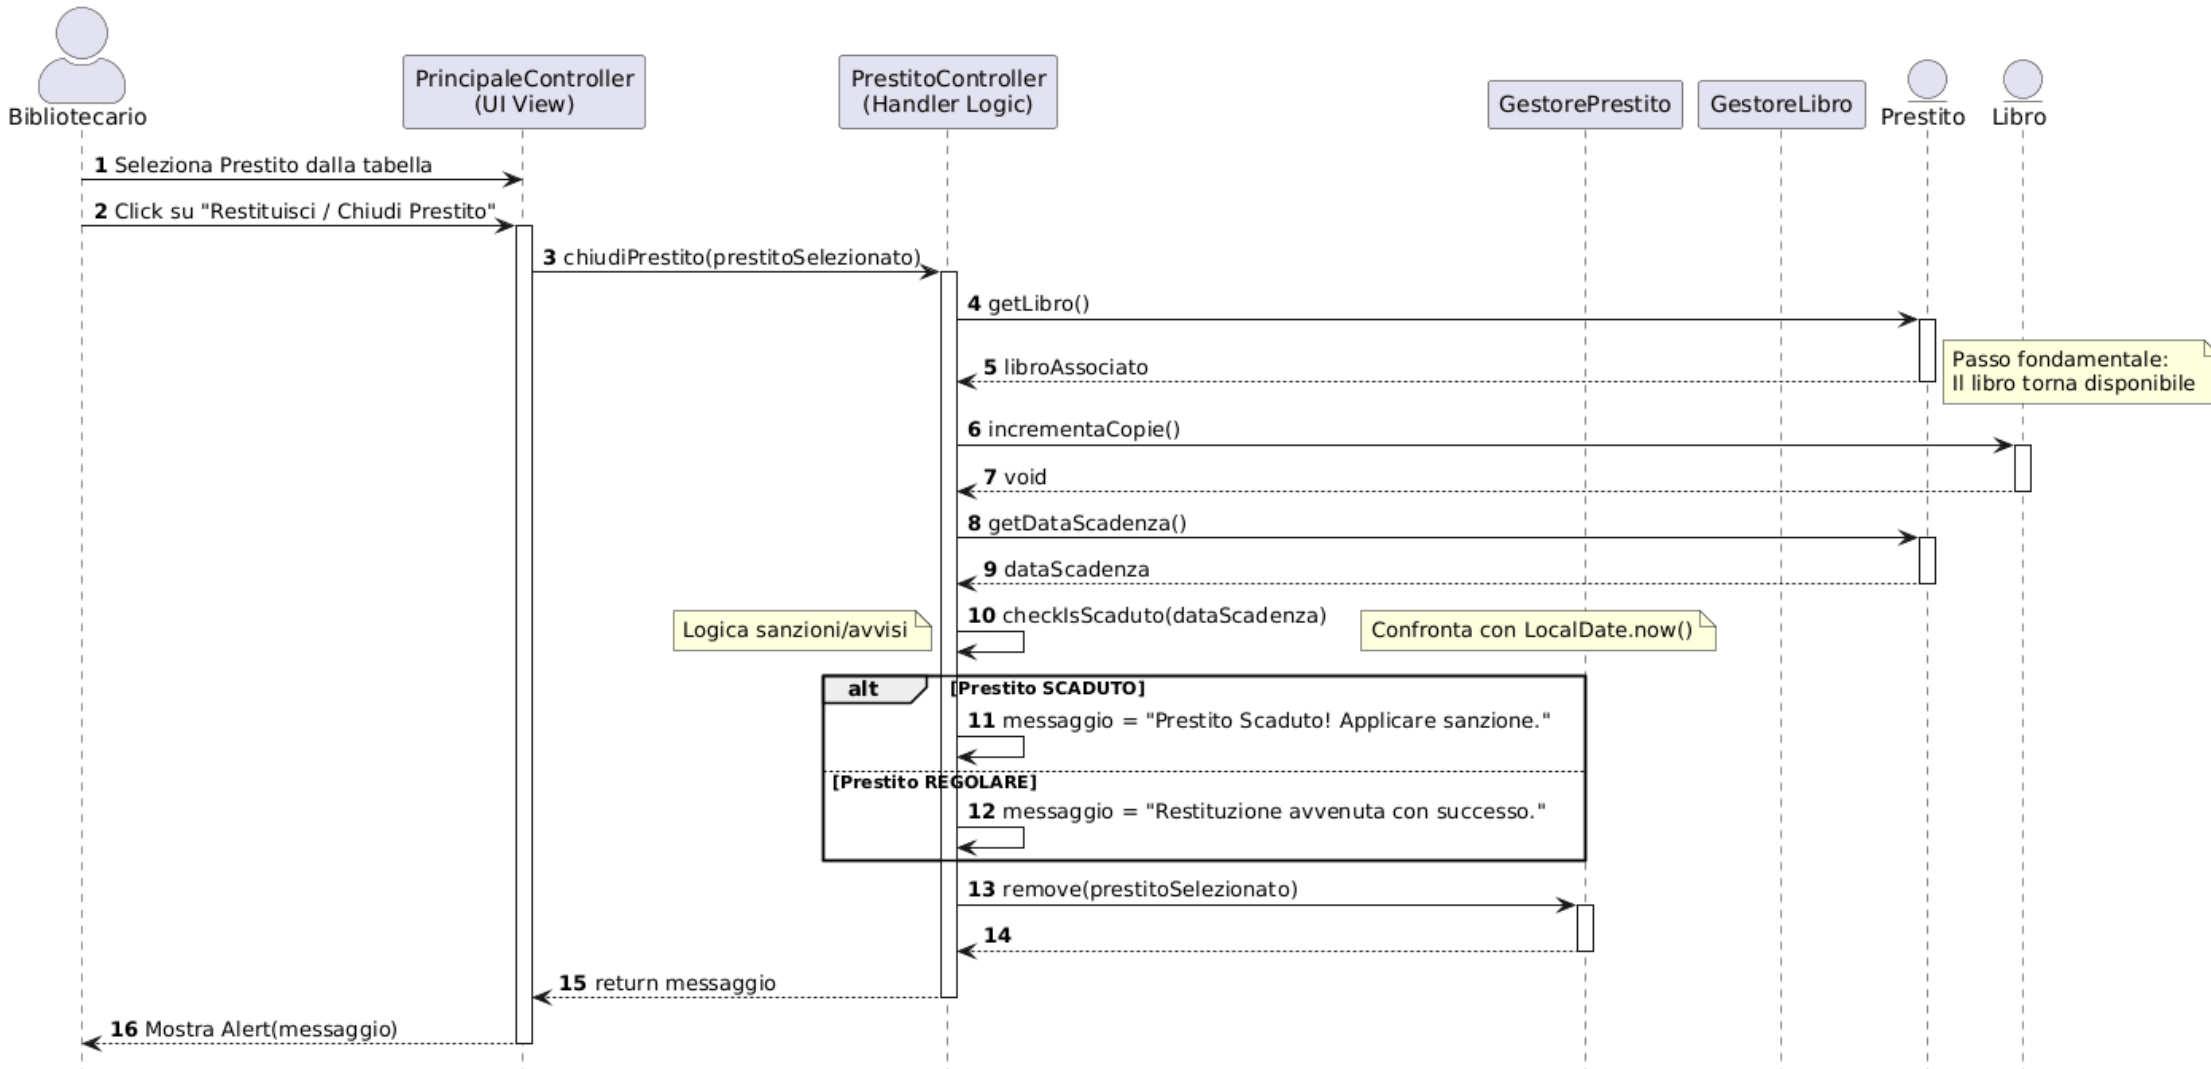 Bibliotecario
PrincipaleController
(UI View)
PrestitoController
(Handler Logic)
GestorePrestito
GestoreLibro
Prestito
Libro
1 Seleziona Prestito dalla tabella
2 Click su "Restituisci / Chiudi Prestito"
3 chiudiPrestito(prestitoSelezionato)
4 getLibro()
5 libroAssociato
Passo fondamentale:
Il libro torna disponibile
6 incrementaCopie()
7 void
8 getDataScadenza()
9 dataScadenza
Logica sanzioni/avvisi
10 checkIsScaduto(dataScadenza)
Confronta con LocalDate.now()
alt [Prestito SCADUTO]
11 messaggio = "Prestito Scaduto! Applicare sanzione."
[Prestito REGOLARE]
12 messaggio = "Restituzione avvenuta con successo."
13 remove(prestitoSelezionato)
14
15 return messaggio
16 Mostra Alert(messaggio)